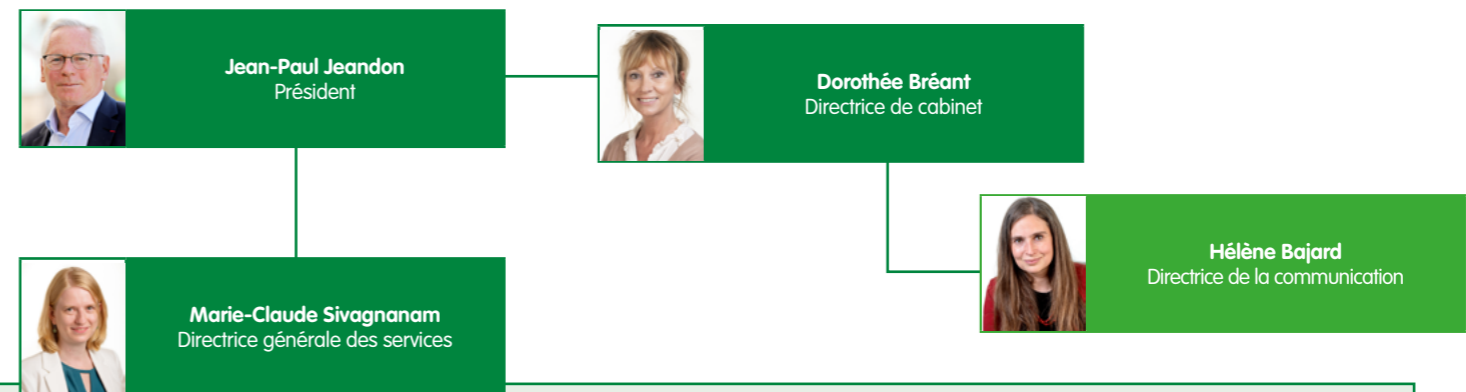 Jean-Paul Jeandon
Président
Dorothée Bréant
Directrice de cabinet
Hélène Bajard
Directrice de la communication
Marie-Claude Sivagnanam
Directrice générale des services